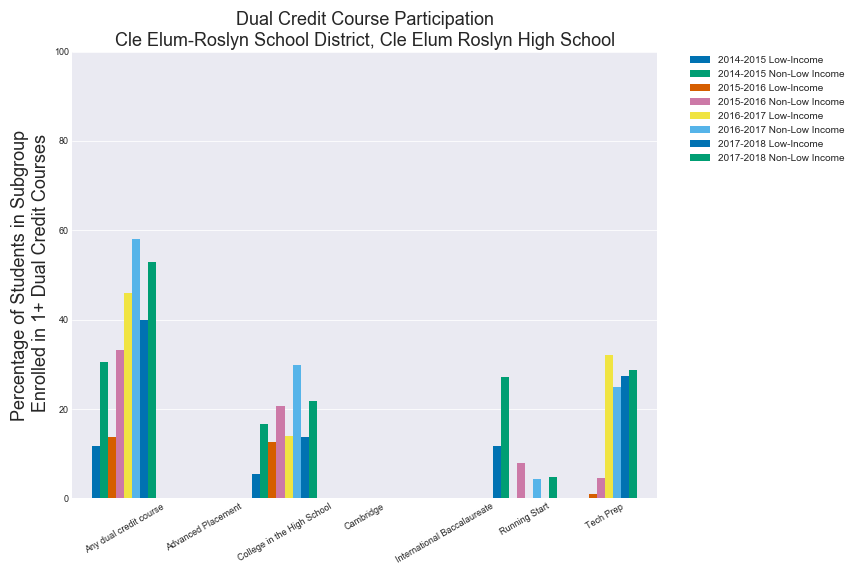 Dual Credit Course Participation
Cle Elum-Roslyn School District, Cle Elum Roslyn High School
Percentage of Students in Subgroup
Enrolled in 1+ Dual Credit Courses
100
80
60
40
20
0
Any dual credit course
Advanced Placement
College in the High School
Cambridge
International Baccalaureate
Running Start
Tech Prep
2014-2015 Low-Income
2014-2015 Non-Low Income
2015-2016 Low-Income
2015-2016 Non-Low Income
2016-2017 Low-Income
2016-2017 Non-Low Income
2017-2018 Low-Income
2017-2018 Non-Low Income